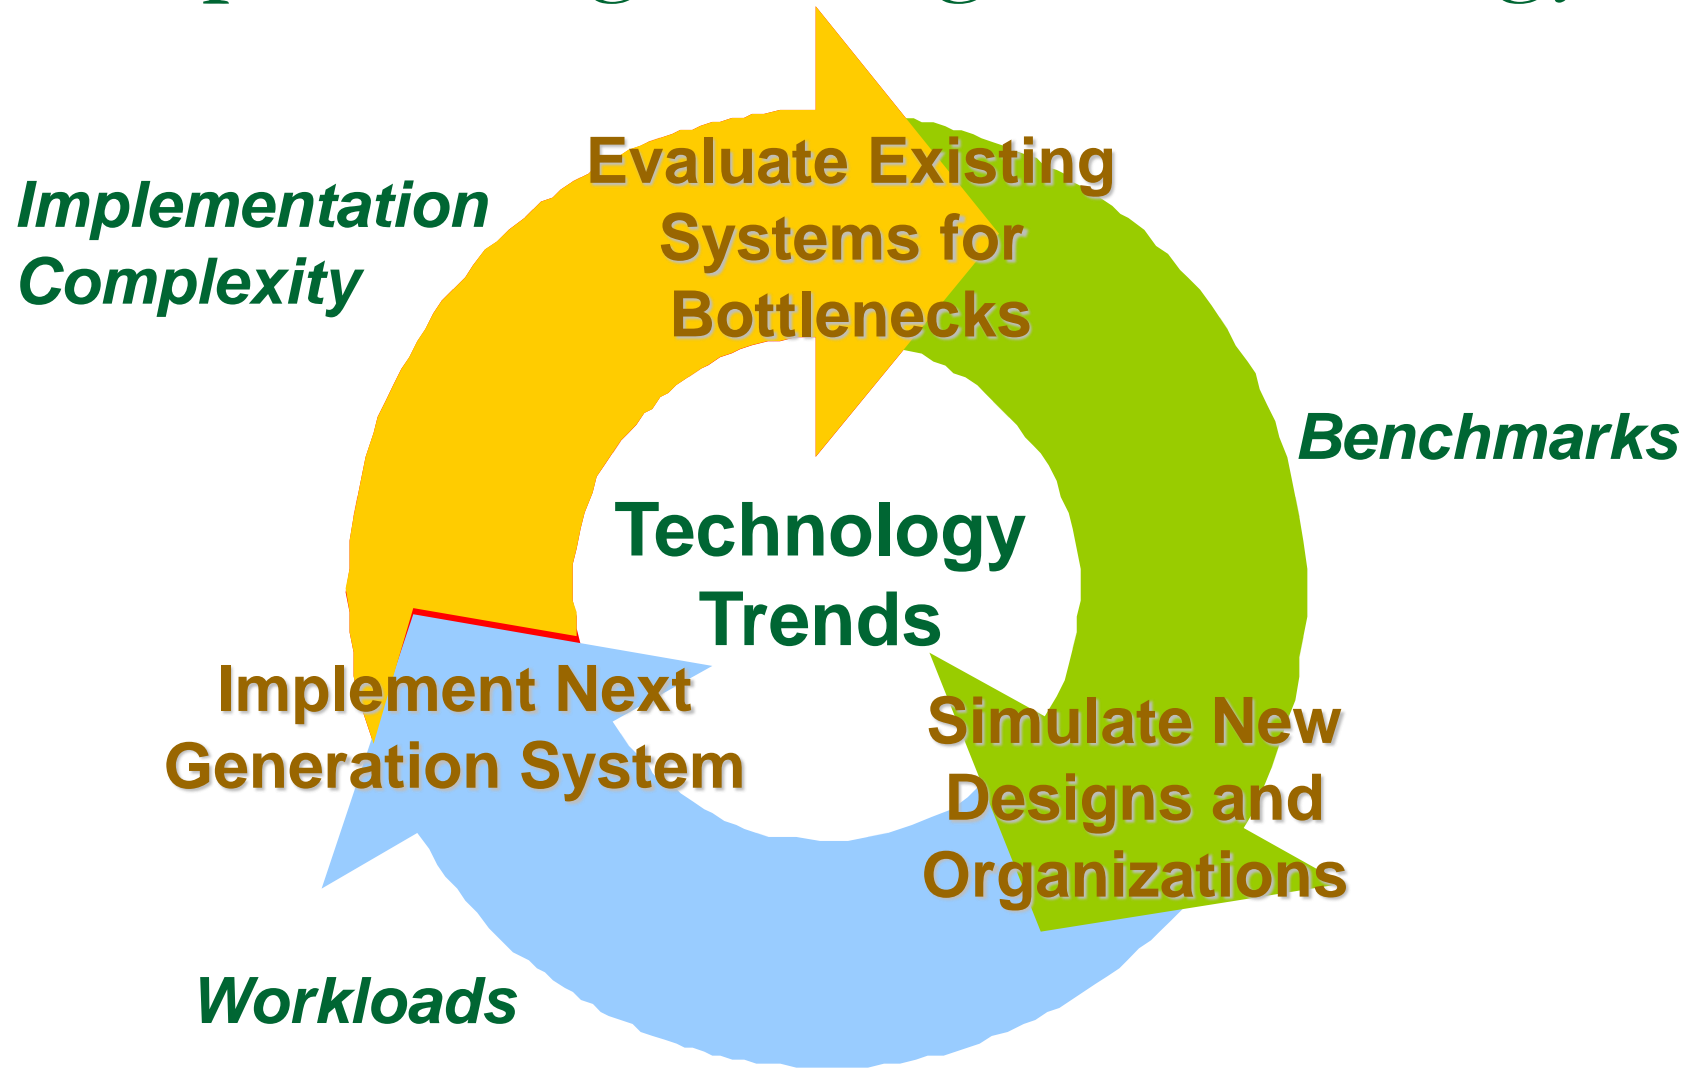 Implementation
Complexity
Evaluate Existing
Systems for
Bottlenecks
Benchmarks
Technology
Trends
Implement Next
Generation System
Simulate New
Designs and
Organizations
Workloads